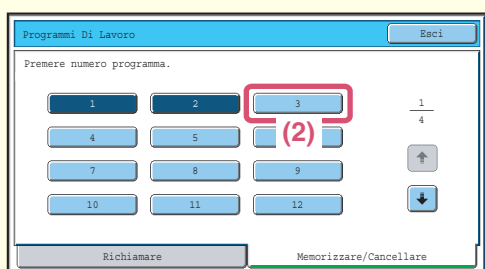 Programmi Di Lavoro
Esci
Premere numero programma.
1 2 3
1
4
(2)
4 5
7 8 9
10 11 12
Richiamare
Memorizzare/Cancellare